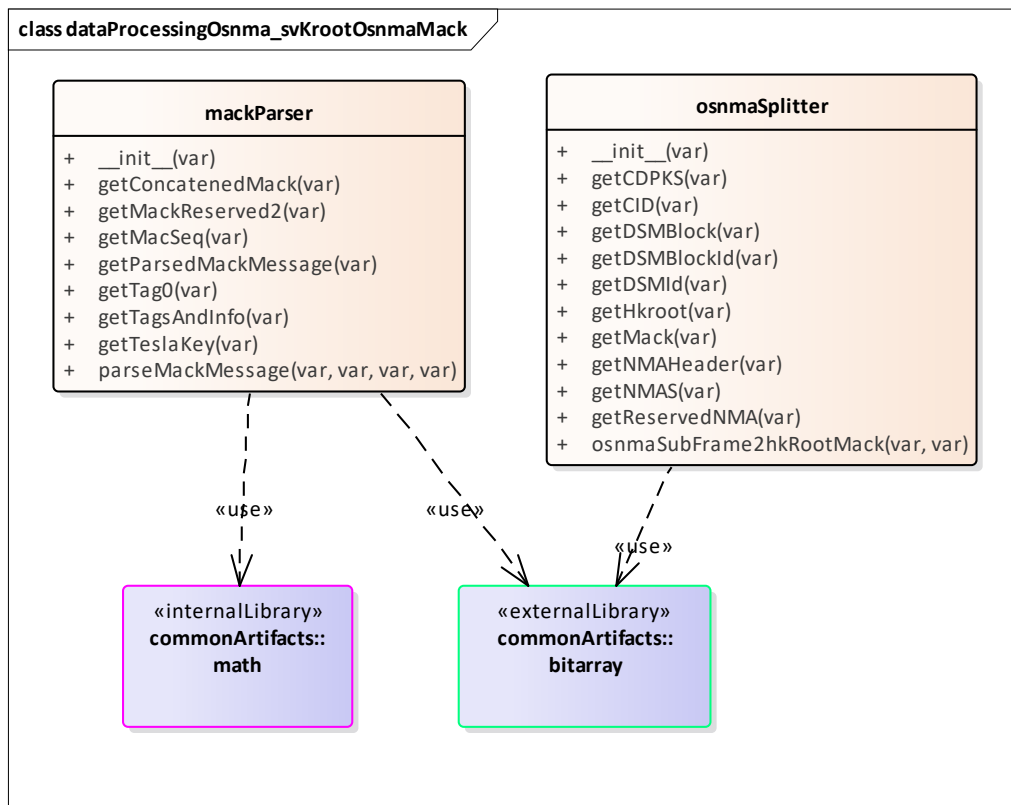 class dataProcessingOsnma_svKrootOsnmaMack
mackParser
+ __init__(var)
+ getConcatenedMack(var)
+ getMackReserved2(var)
+ getMacSeq(var)
+ getParsedMackMessage(var)
+ getTag0(var)
+ getTagsAndInfo(var)
+ getTeslaKey(var)
+ parseMackMessage(var, var, var, var)
osnmaSplitter
+ __init__(var)
+ getCDPKS(var)
+ getCID(var)
+ getDSMBlock(var)
+ getDSMBlockId(var)
+ getDSMId(var)
+ getHkroot(var)
+ getMack(var)
+ getNMAHeader(var)
+ getNMAS(var)
+ getReservedNMA(var)
+ osnmaSubFrame2hkRootMack(var, var)
«use»
«use»
«use»
«internalLibrary»
commonArtifacts::
math
«externalLibrary»
commonArtifacts::
bitarray